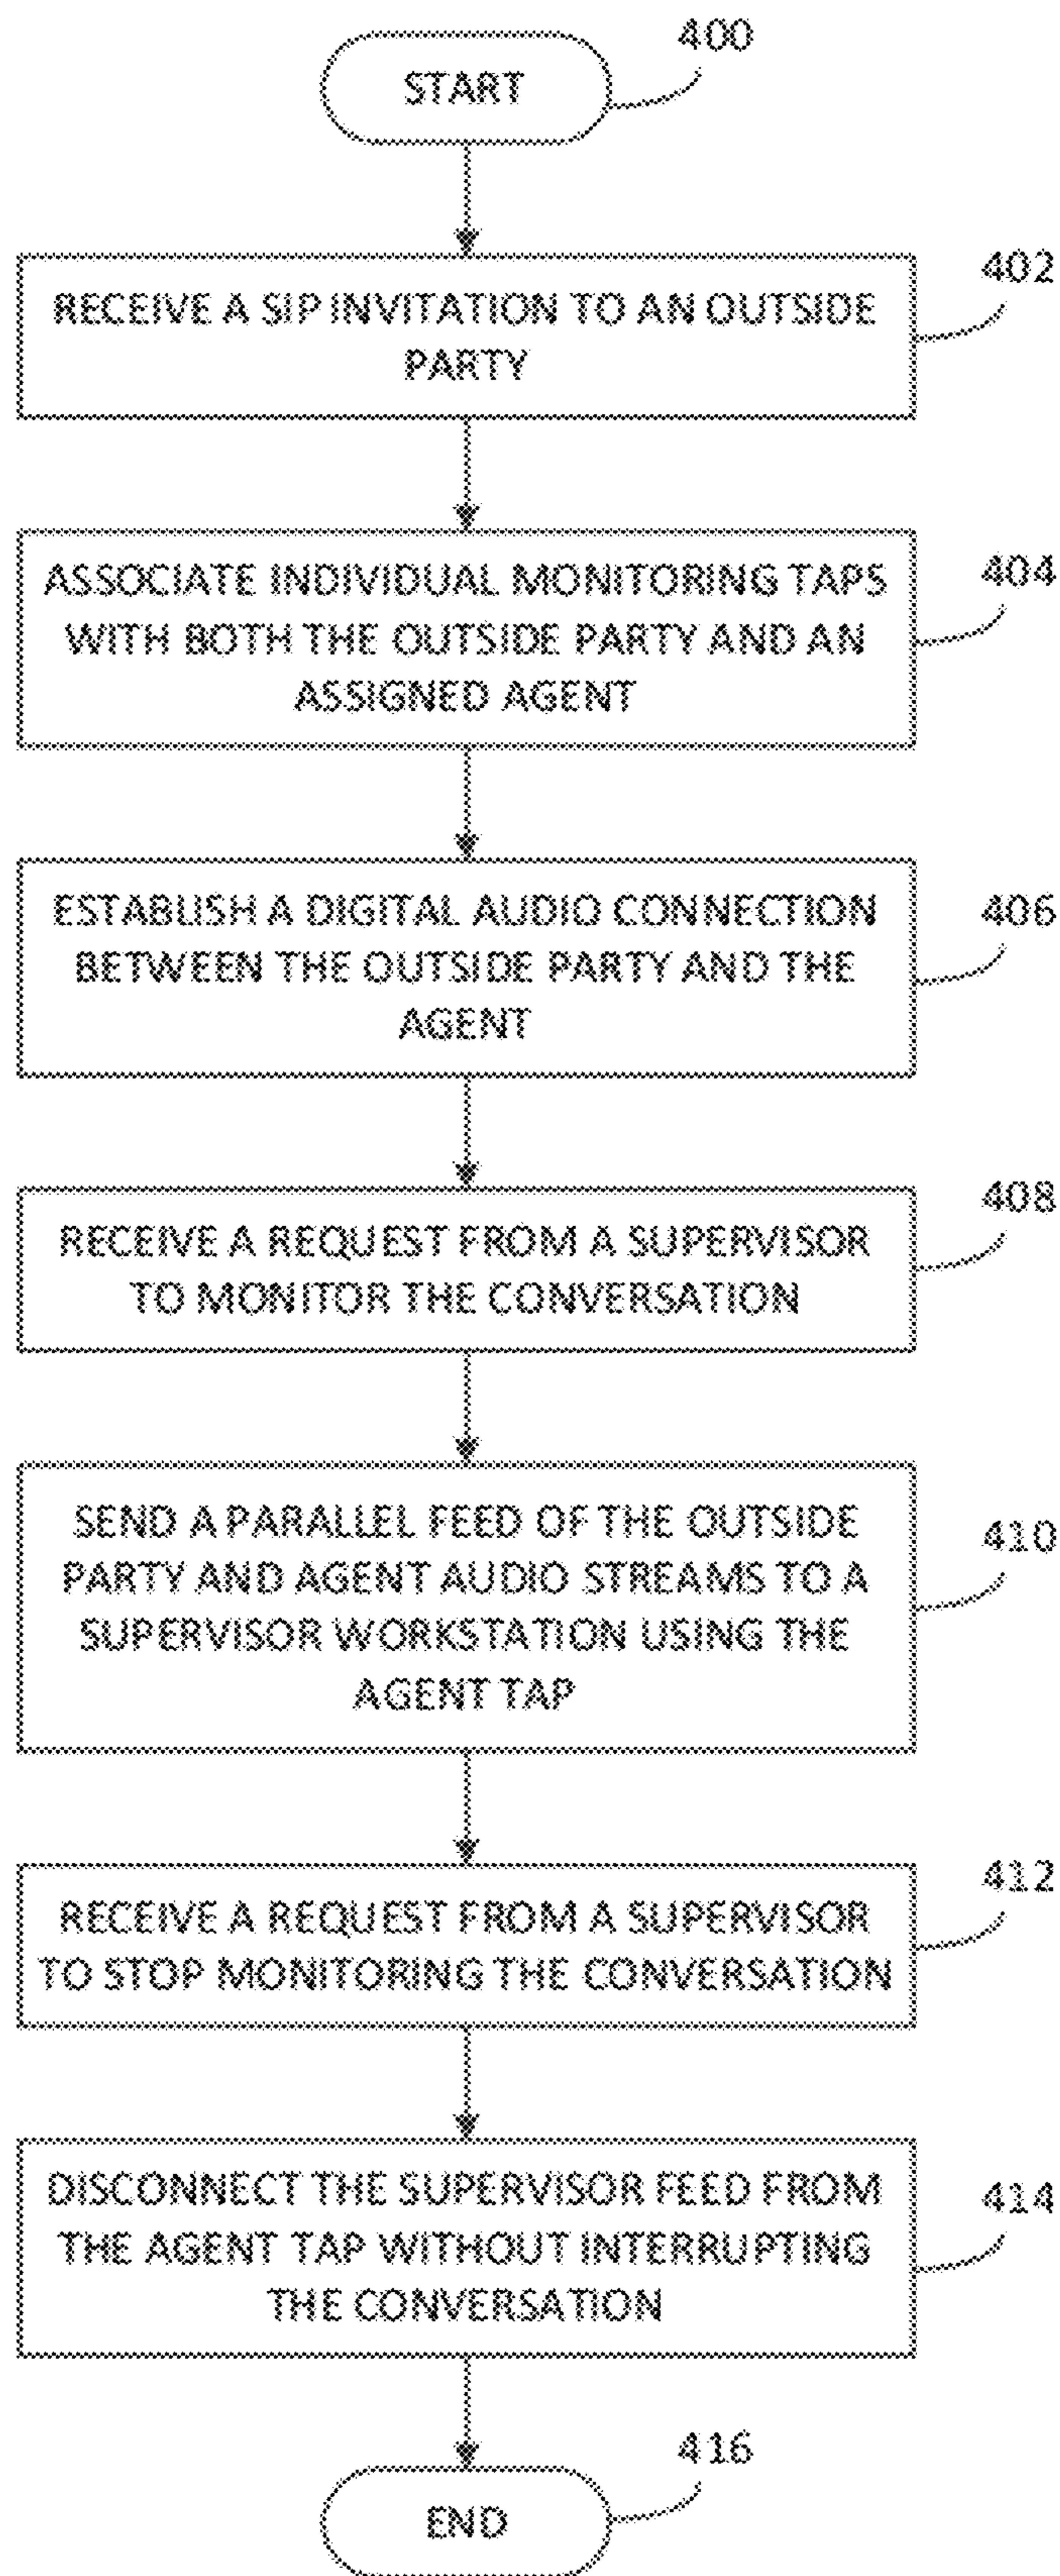 400
START
402
RECEIVE A SIP INVITATION TO AN OUTSIDE
PARTY
404
ASSOCIATE INDIVIDUAL MONITORING TAPS
WITH BOTH THE OUTSIDE PARTY AND AN
ASSIGNED AGENT
406
ESTABLISH A DIGITAL AUDIO CONNECTION
BETWEEN THE OUTSIDE PARTY AND THE
AGENT
408
RECEIVE A REQUEST FROM A SUPERVISOR
TO MONITOR THE CONVERSATION
410
SEND A PARALLEL FEED OF THE OUTSIDE
PARTY AND AGENT AUDIO STREAMS TO A
SUPERVISOR WORKSTATION USING THE
AGENT TAP
412
RECEIVE A REQUEST FROM A SUPERVISOR
TO STOP MONITORING THE CONVERSATION
414
DISCONNECT THE SUPERVISOR FEED FROM
THE AGENT TAP WITHOUT INTERRUPTING
THE CONVERSATION
416
END